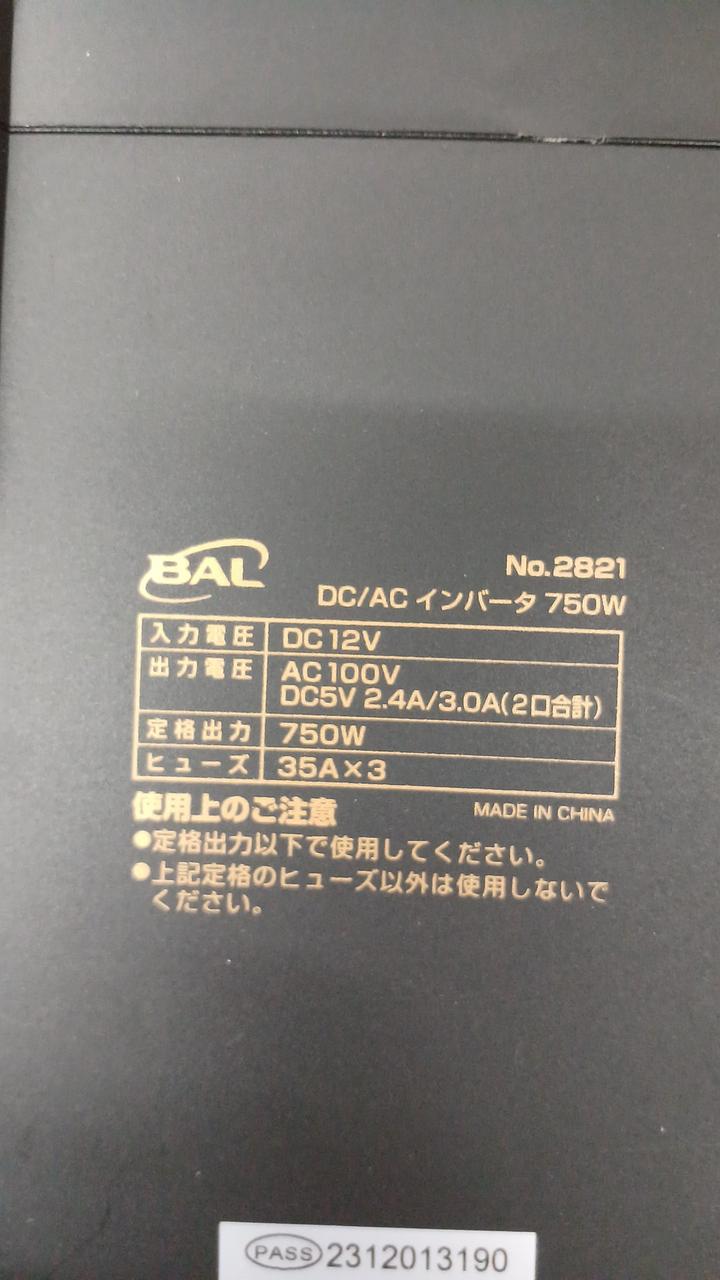 BAL
No.2821
DC/AC インバータ 750W
入力電圧 DC12V
出力電圧 AC100V
DC5V 2.4A/3.0A(2口合計)
定格出力 750W
ヒューズ 35A×3
使用上のご注意 MADE IN CHINA
●定格出力以下で使用してください。
●上記定格のヒューズ以外は使用しないで
ください。
PASS 2312013190